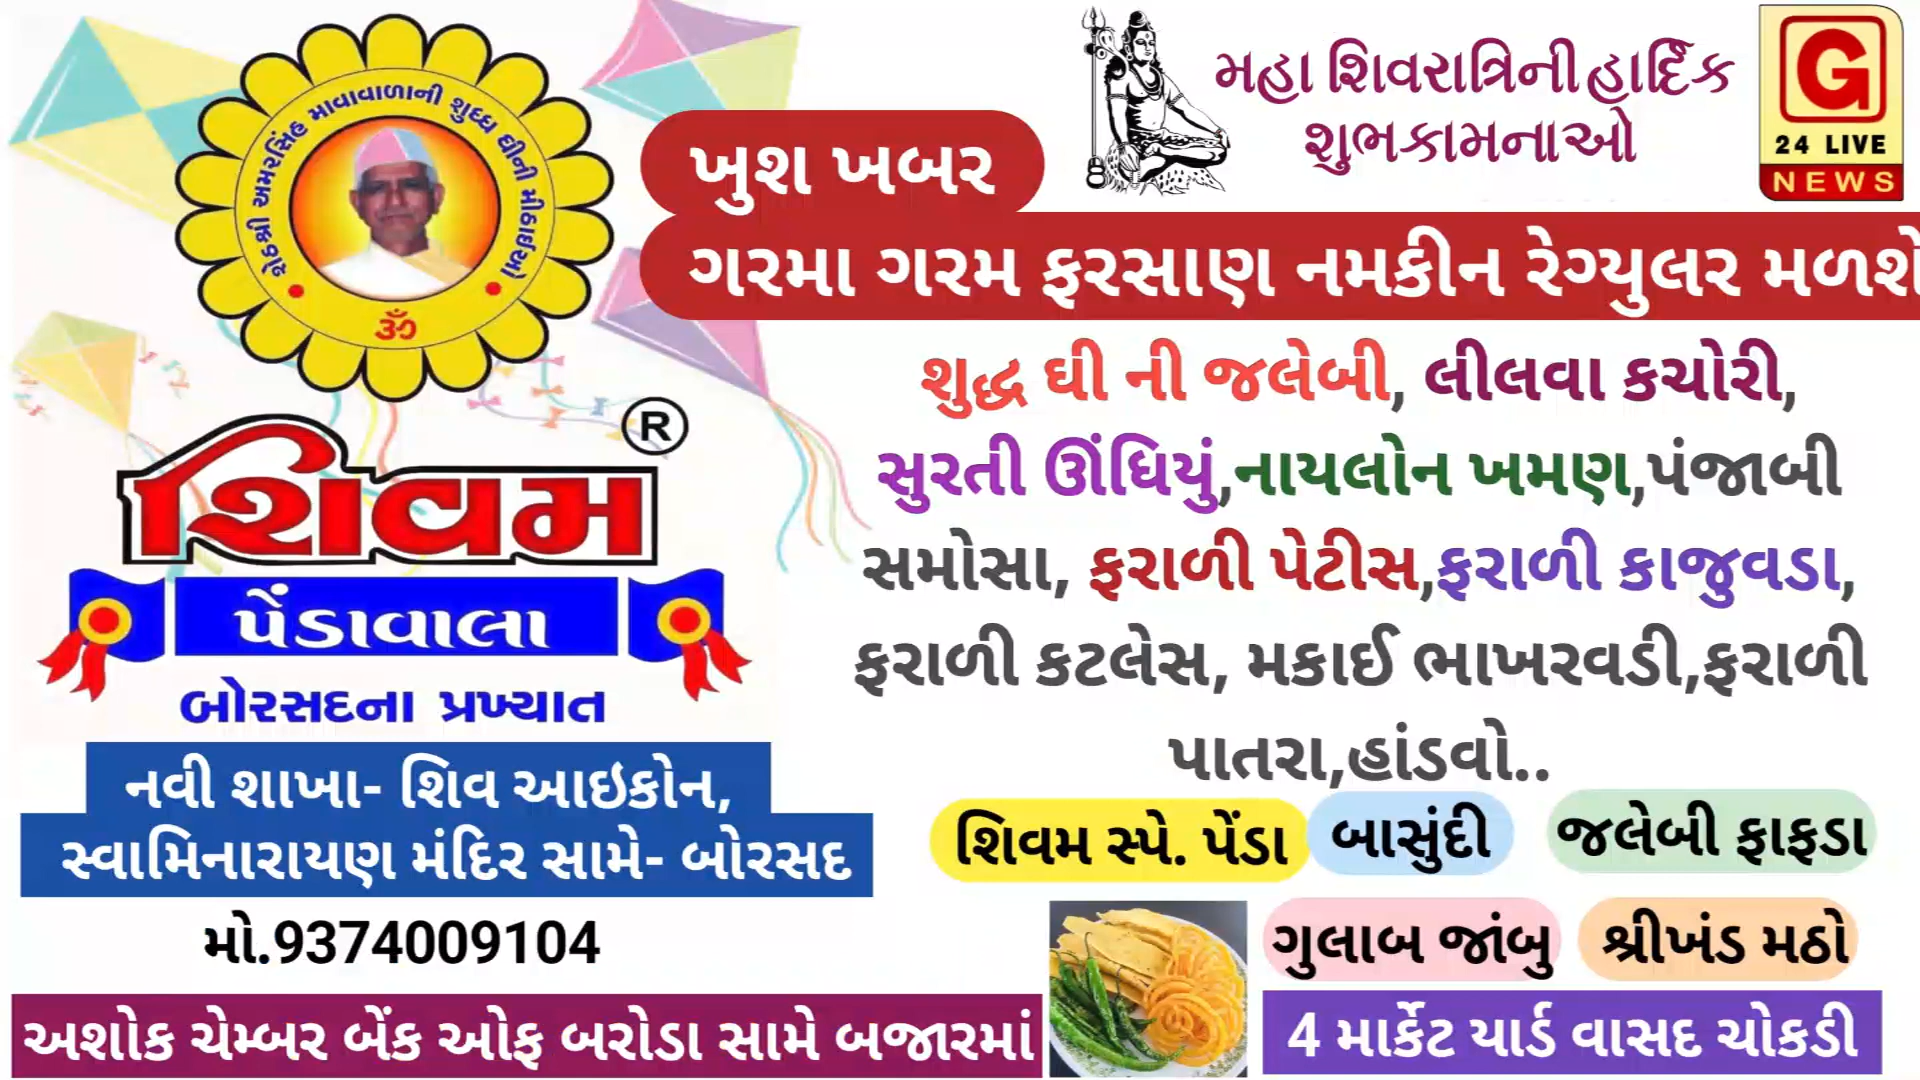 શેઠશ્રી અમરસિંહ માવાવાળાની શુધ્ધ ઘીની મીઠાઈઓ
ૐ
શિવમ ®
પેંડાવાલા
બોરસદના પ્રખ્યાત
નવી શાખા- શિવ આઇકોન,
સ્વામિનારાયણ મંદિર સામે- બોરસદ
મો.9374009104
અશોક ચેમ્બર બેંક ઓફ બરોડા સામે બજારમાં
મહા શિવરાત્રિની હાર્દિક
શુભકામનાઓ
G
24 LIVE
NEWS
ખુશ ખબર
ગરમા ગરમ ફરસાણ નમકીન રેગ્યુલર મળશે
શુદ્ધ ઘી ની જલેબી, લીલવા કચોરી,
સુરતી ઊંધિયું,નાયલોન ખમણ,પંજાબી
સમોસા, ફરાળી પેટીસ,ફરાળી કાજુવડા,
ફરાળી કટલેસ, મકાઈ ભાખરવડી,ફરાળી
પાતરા,હાંડવો..
શિવમ સ્પે. પેંડા બાસુંદી જલેબી ફાફડા
ગુલાબ જાંબુ શ્રીખંડ મઠો
4 માર્કેટ યાર્ડ વાસદ ચોકડી